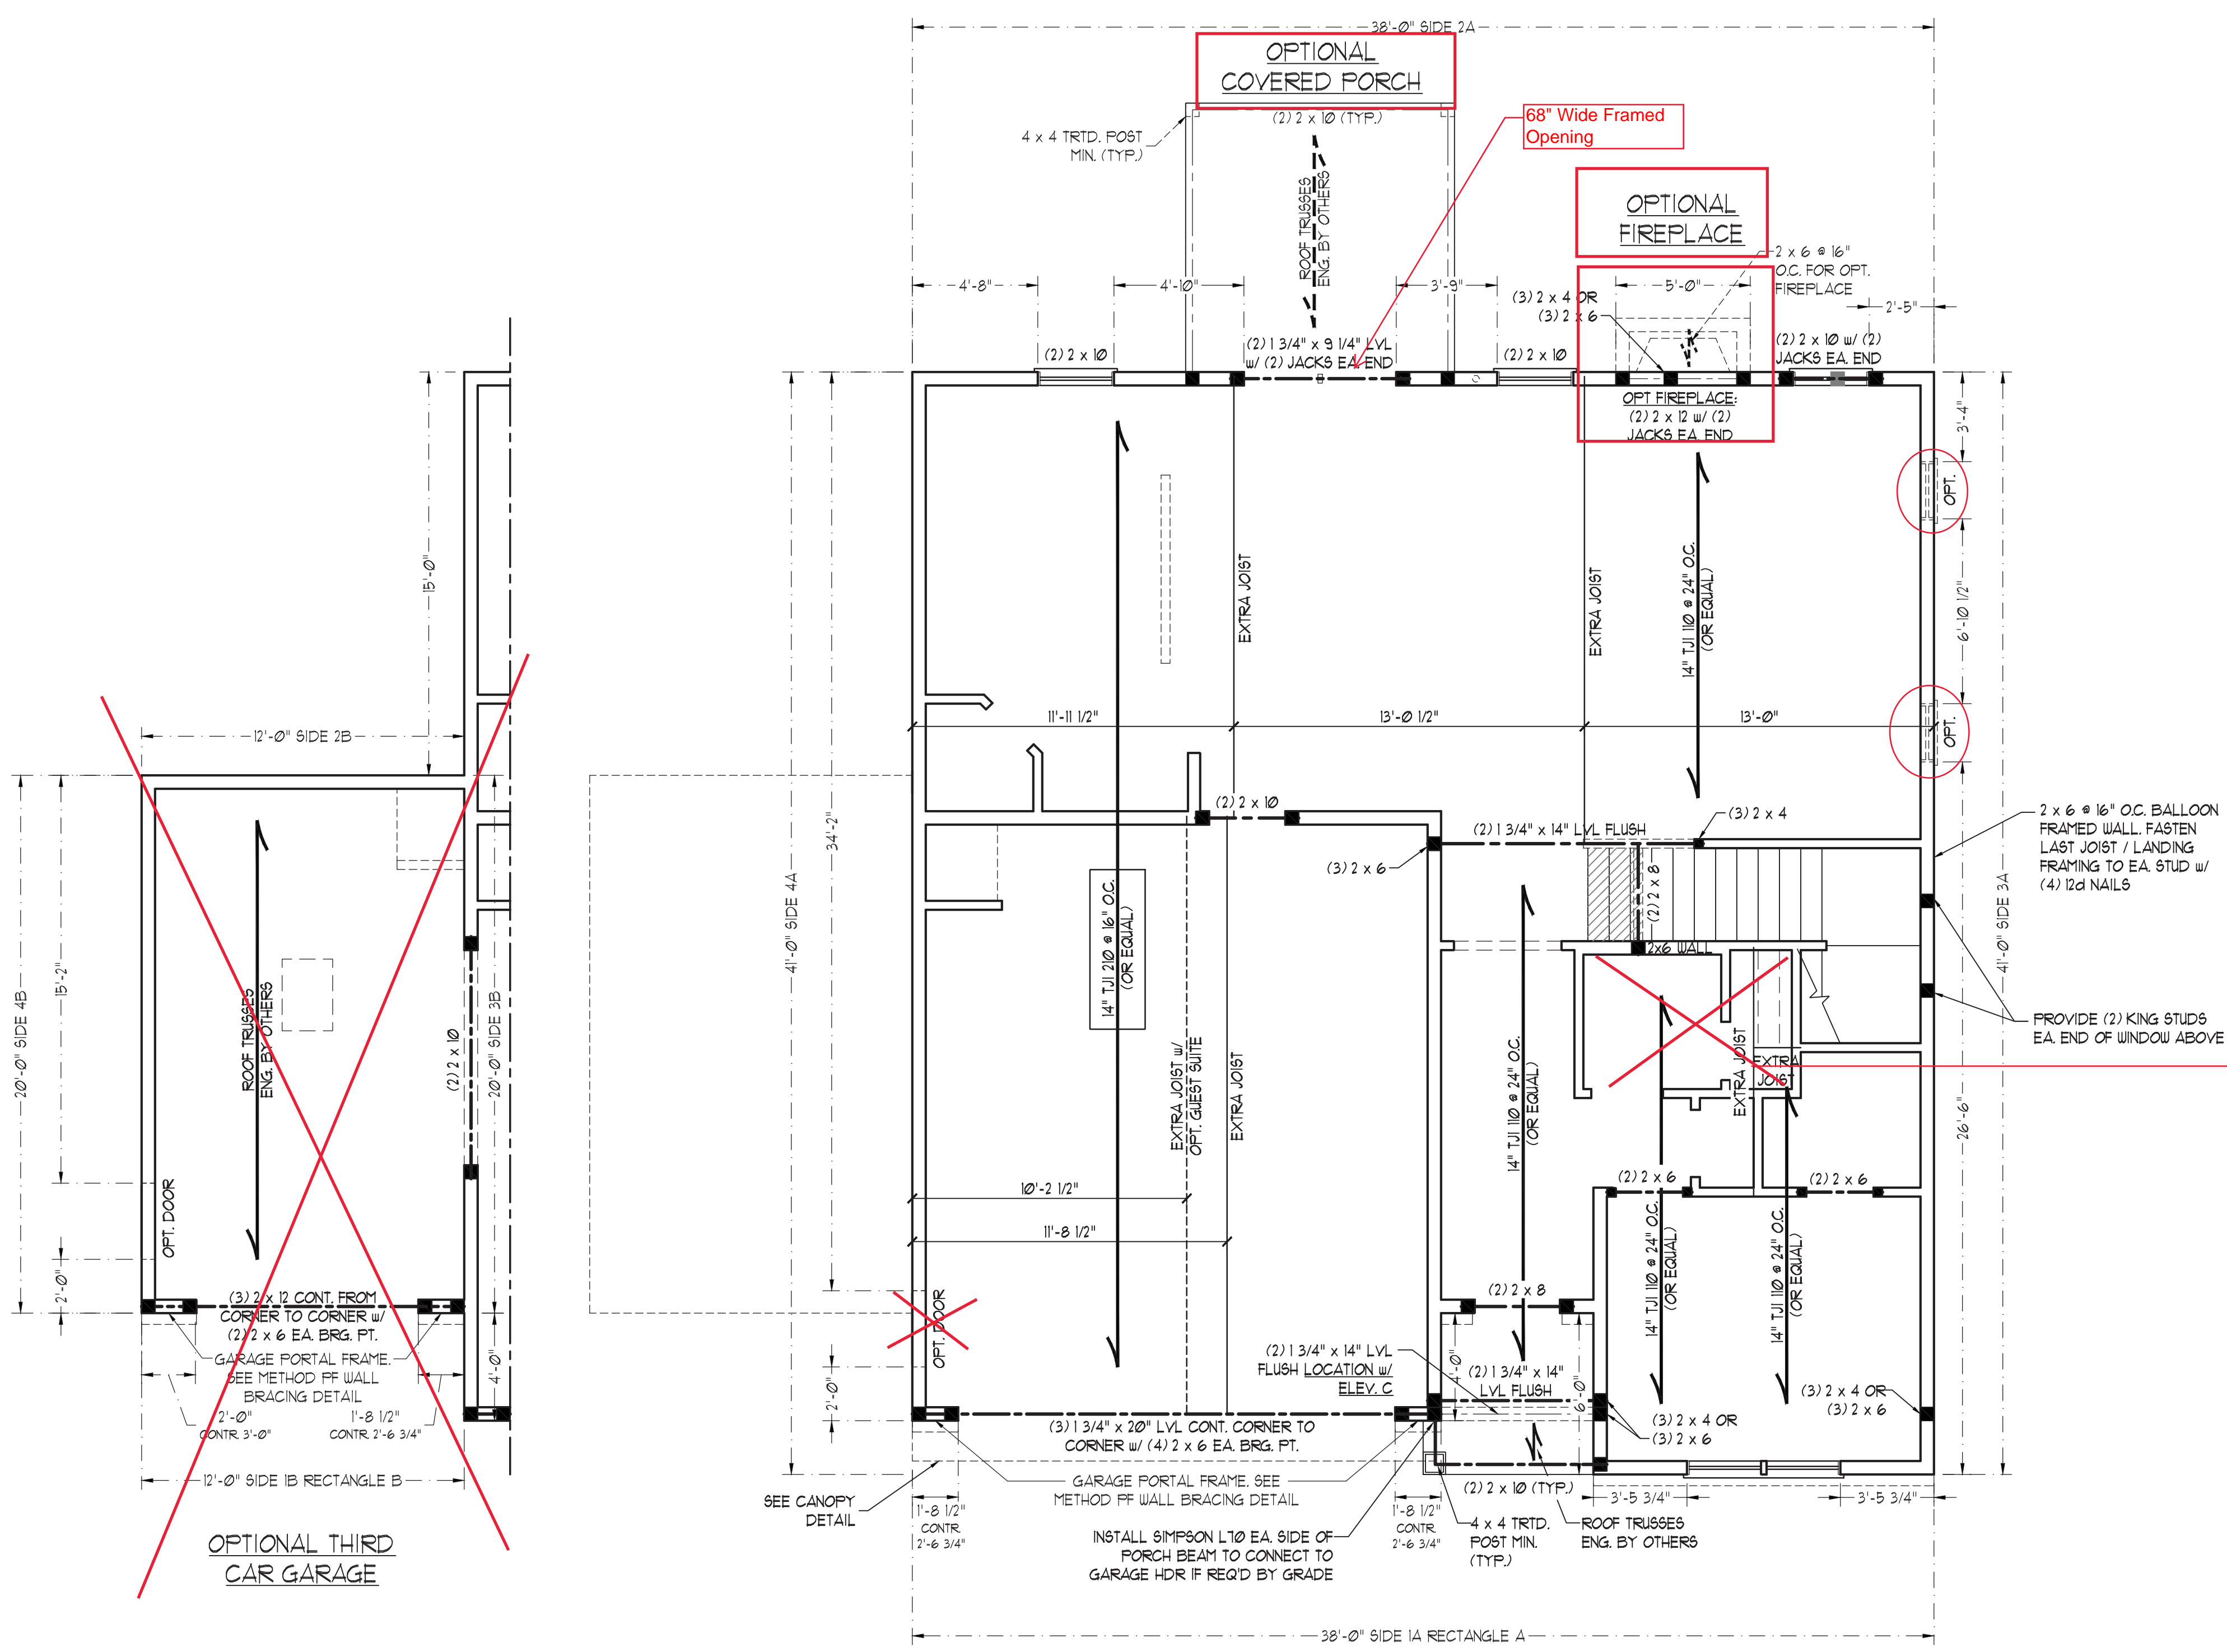 38'-0" SIDE 2A
OPTIONAL
COVERED PORCH
(2) 2 x 10 (TYP.)
4 x 4 TRTD. POST
MIN. (TYP.)
68" Wide Framed
Opening
ROOF TRUSSES
ENG. BY OTHERS
OPTIONAL
FIREPLACE
2 x 6 @ 16"
O.C. FOR OPT.
FIREPLACE
4'-8"
4'-10"
3'-9"
5'-0"
2'-5"
(3) 2 x 4 OR
(3) 2 x 6
(2) 2 x 10
(2) 1 3/4" x 9 1/4" LVL
w/ (2) JACKS EA. END
(2) 2 x 10
(2) 2 x 10 w/ (2)
JACKS EA. END
OPT FIREPLACE:
(2) 2 x 12 w/ (2)
JACKS EA. END
3'-4"
OPT.
6'-10 1/2"
OPT.
15'-0"
34'-2"
41'-0" SIDE 4A
EXTRA JOIST
EXTRA JOIST
14" TJI 110 @ 24" O.C.
(OR EQUAL)
11'-11 1/2"
13'-0 1/2"
13'-0"
12'-0" SIDE 2B
(2) 2 x 10
(2) 1 3/4" x 14" LVL FLUSH
(3) 2 x 4
(3) 2 x 6
(2) 2 x 8
2x6 WALL
2 x 6 @ 16" O.C. BALLOON
FRAMED WALL. FASTEN
LAST JOIST / LANDING
FRAMING TO EA. STUD w/
(4) 12d NAILS
41'-0" SIDE 3A
PROVIDE (2) KING STUDS
EA. END OF WINDOW ABOVE
14" TJI 210 @ 16" O.C.
(OR EQUAL)
EXTRA JOIST w/
OPT. GUEST SUITE
EXTRA JOIST
14" TJI 110 @ 24" O.C.
(OR EQUAL)
EXTRA JOIST
EXTRA
JOIST
26'-6"
20'-0" SIDE 4B
15'-2"
ROOF TRUSSES
ENG. BY OTHERS
(2) 2 x 10
20'-0" SIDE 3B
OPT. DOOR
2'-0"
(3) 2 x 12 CONT. FROM
CORNER TO CORNER w/
(2) 2 x 6 EA. BRG. PT.
GARAGE PORTAL FRAME.
SEE METHOD PF WALL
BRACING DETAIL
2'-0"
CONTR. 3'-0"
1'-8 1/2"
CONTR. 2'-6 3/4"
4'-0"
12'-0" SIDE 1B RECTANGLE B
OPTIONAL THIRD
CAR GARAGE
10'-2 1/2"
11'-8 1/2"
(2) 2 x 6
(2) 2 x 6
14" TJI 110 @ 24" O.C.
(OR EQUAL)
14" TJI 110 @ 24" O.C.
(OR EQUAL)
OPT. DOOR
2'-0"
(2) 2 x 8
(2) 1 3/4" x 14" LVL
FLUSH LOCATION w/
ELEV. C
4'-0"
(2) 1 3/4" x 14"
LVL FLUSH
6'-0"
(3) 2 x 4 OR
(3) 2 x 6
(3) 2 x 4 OR
(3) 2 x 6
(3) 1 3/4" x 20" LVL CONT. CORNER TO
CORNER w/ (4) 2 x 6 EA. BRG. PT.
GARAGE PORTAL FRAME. SEE
METHOD PF WALL BRACING DETAIL
SEE CANOPY
DETAIL
1'-8 1/2"
CONTR.
2'-6 3/4"
1'-8 1/2"
CONTR.
2'-6 3/4"
(2) 2 x 10 (TYP.)
3'-5 3/4"
3'-5 3/4"
INSTALL SIMPSON L70 EA. SIDE OF
PORCH BEAM TO CONNECT TO
GARAGE HDR IF REQ'D BY GRADE
4 x 4 TRTD.
POST MIN.
(TYP.)
ROOF TRUSSES
ENG. BY OTHERS
38'-0" SIDE 1A RECTANGLE A